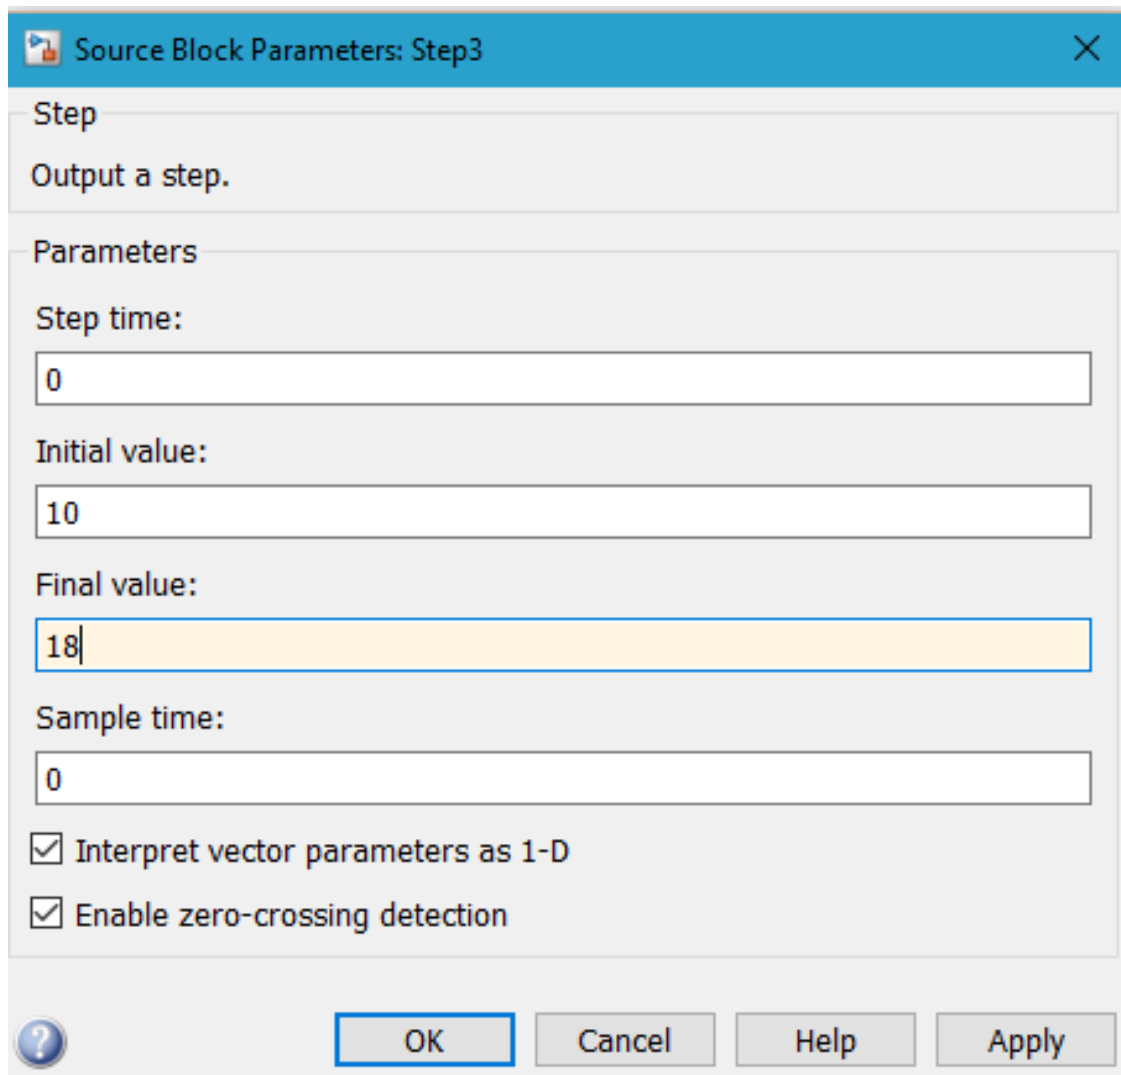 Source Block Parameters: Step3
Step
Output a step.
Parameters
Step time:
0
Initial value:
10
Final value:
18
Sample time:
0
Interpret vector parameters as 1-D
Enable zero-crossing detection
? OK Cancel Help Apply